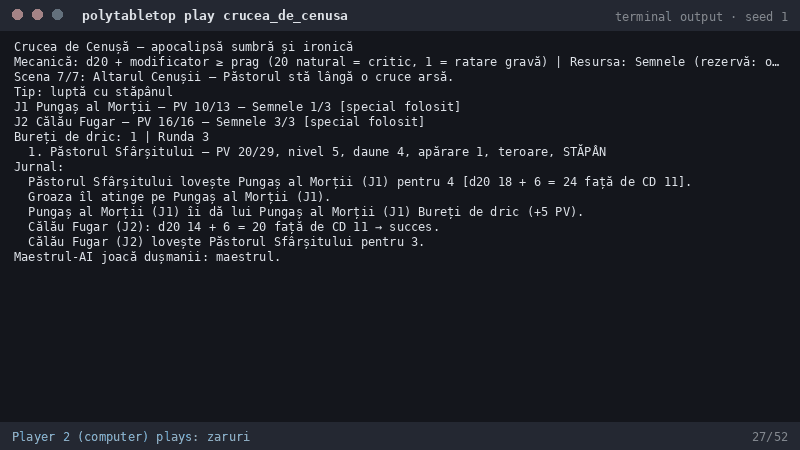 polytabletop play crucea_de_cenusa
terminal output · seed 1
Crucea de Cenușă — apocalipsă sumbră și ironică
Mecanică: d20 + modificator ≥ prag (20 natural = critic, 1 = ratare gravă) | Resursa: Semnele (rezervă: o…
Scena 7/7: Altarul Cenușii — Păstorul stă lângă o cruce arsă.
Tip: luptă cu stăpânul
J1 Pungaș al Morții — PV 10/13 — Semnele 1/3 [special folosit]
J2 Călău Fugar — PV 16/16 — Semnele 3/3 [special folosit]
Bureți de dric: 1 | Runda 3
1. Păstorul Sfârșitului — PV 20/29, nivel 5, daune 4, apărare 1, teroare, STĂPÂN
Jurnal:
Păstorul Sfârșitului lovește Pungaș al Morții (J1) pentru 4 [d20 18 + 6 = 24 față de CD 11].
Groaza îl atinge pe Pungaș al Morții (J1).
Pungaș al Morții (J1) îi dă lui Pungaș al Morții (J1) Bureți de dric (+5 PV).
Călău Fugar (J2): d20 14 + 6 = 20 față de CD 11 → succes.
Călău Fugar (J2) lovește Păstorul Sfârșitului pentru 3.
Maestrul-AI joacă dușmanii: maestrul.
Player 2 (computer) plays: zaruri
27/52